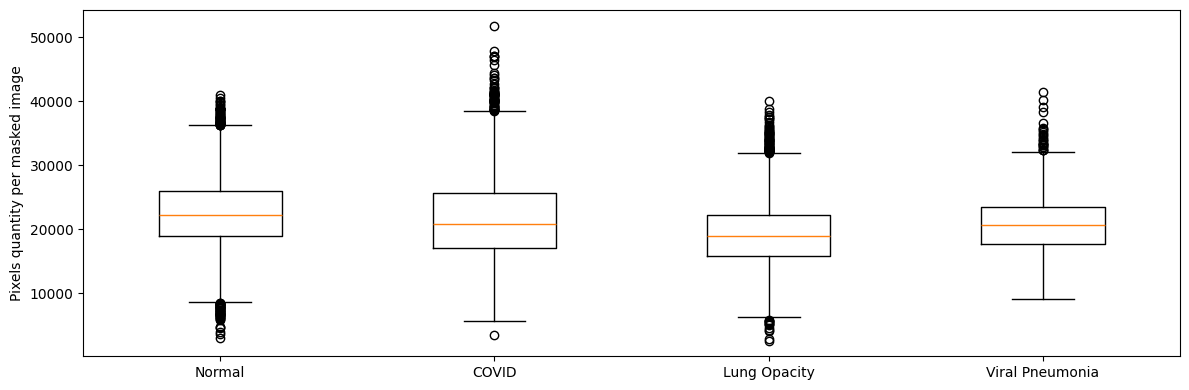 Pixels quantity per masked image
50000
40000
30000
20000
10000
Normal
COVID
Lung Opacity
Viral Pneumonia